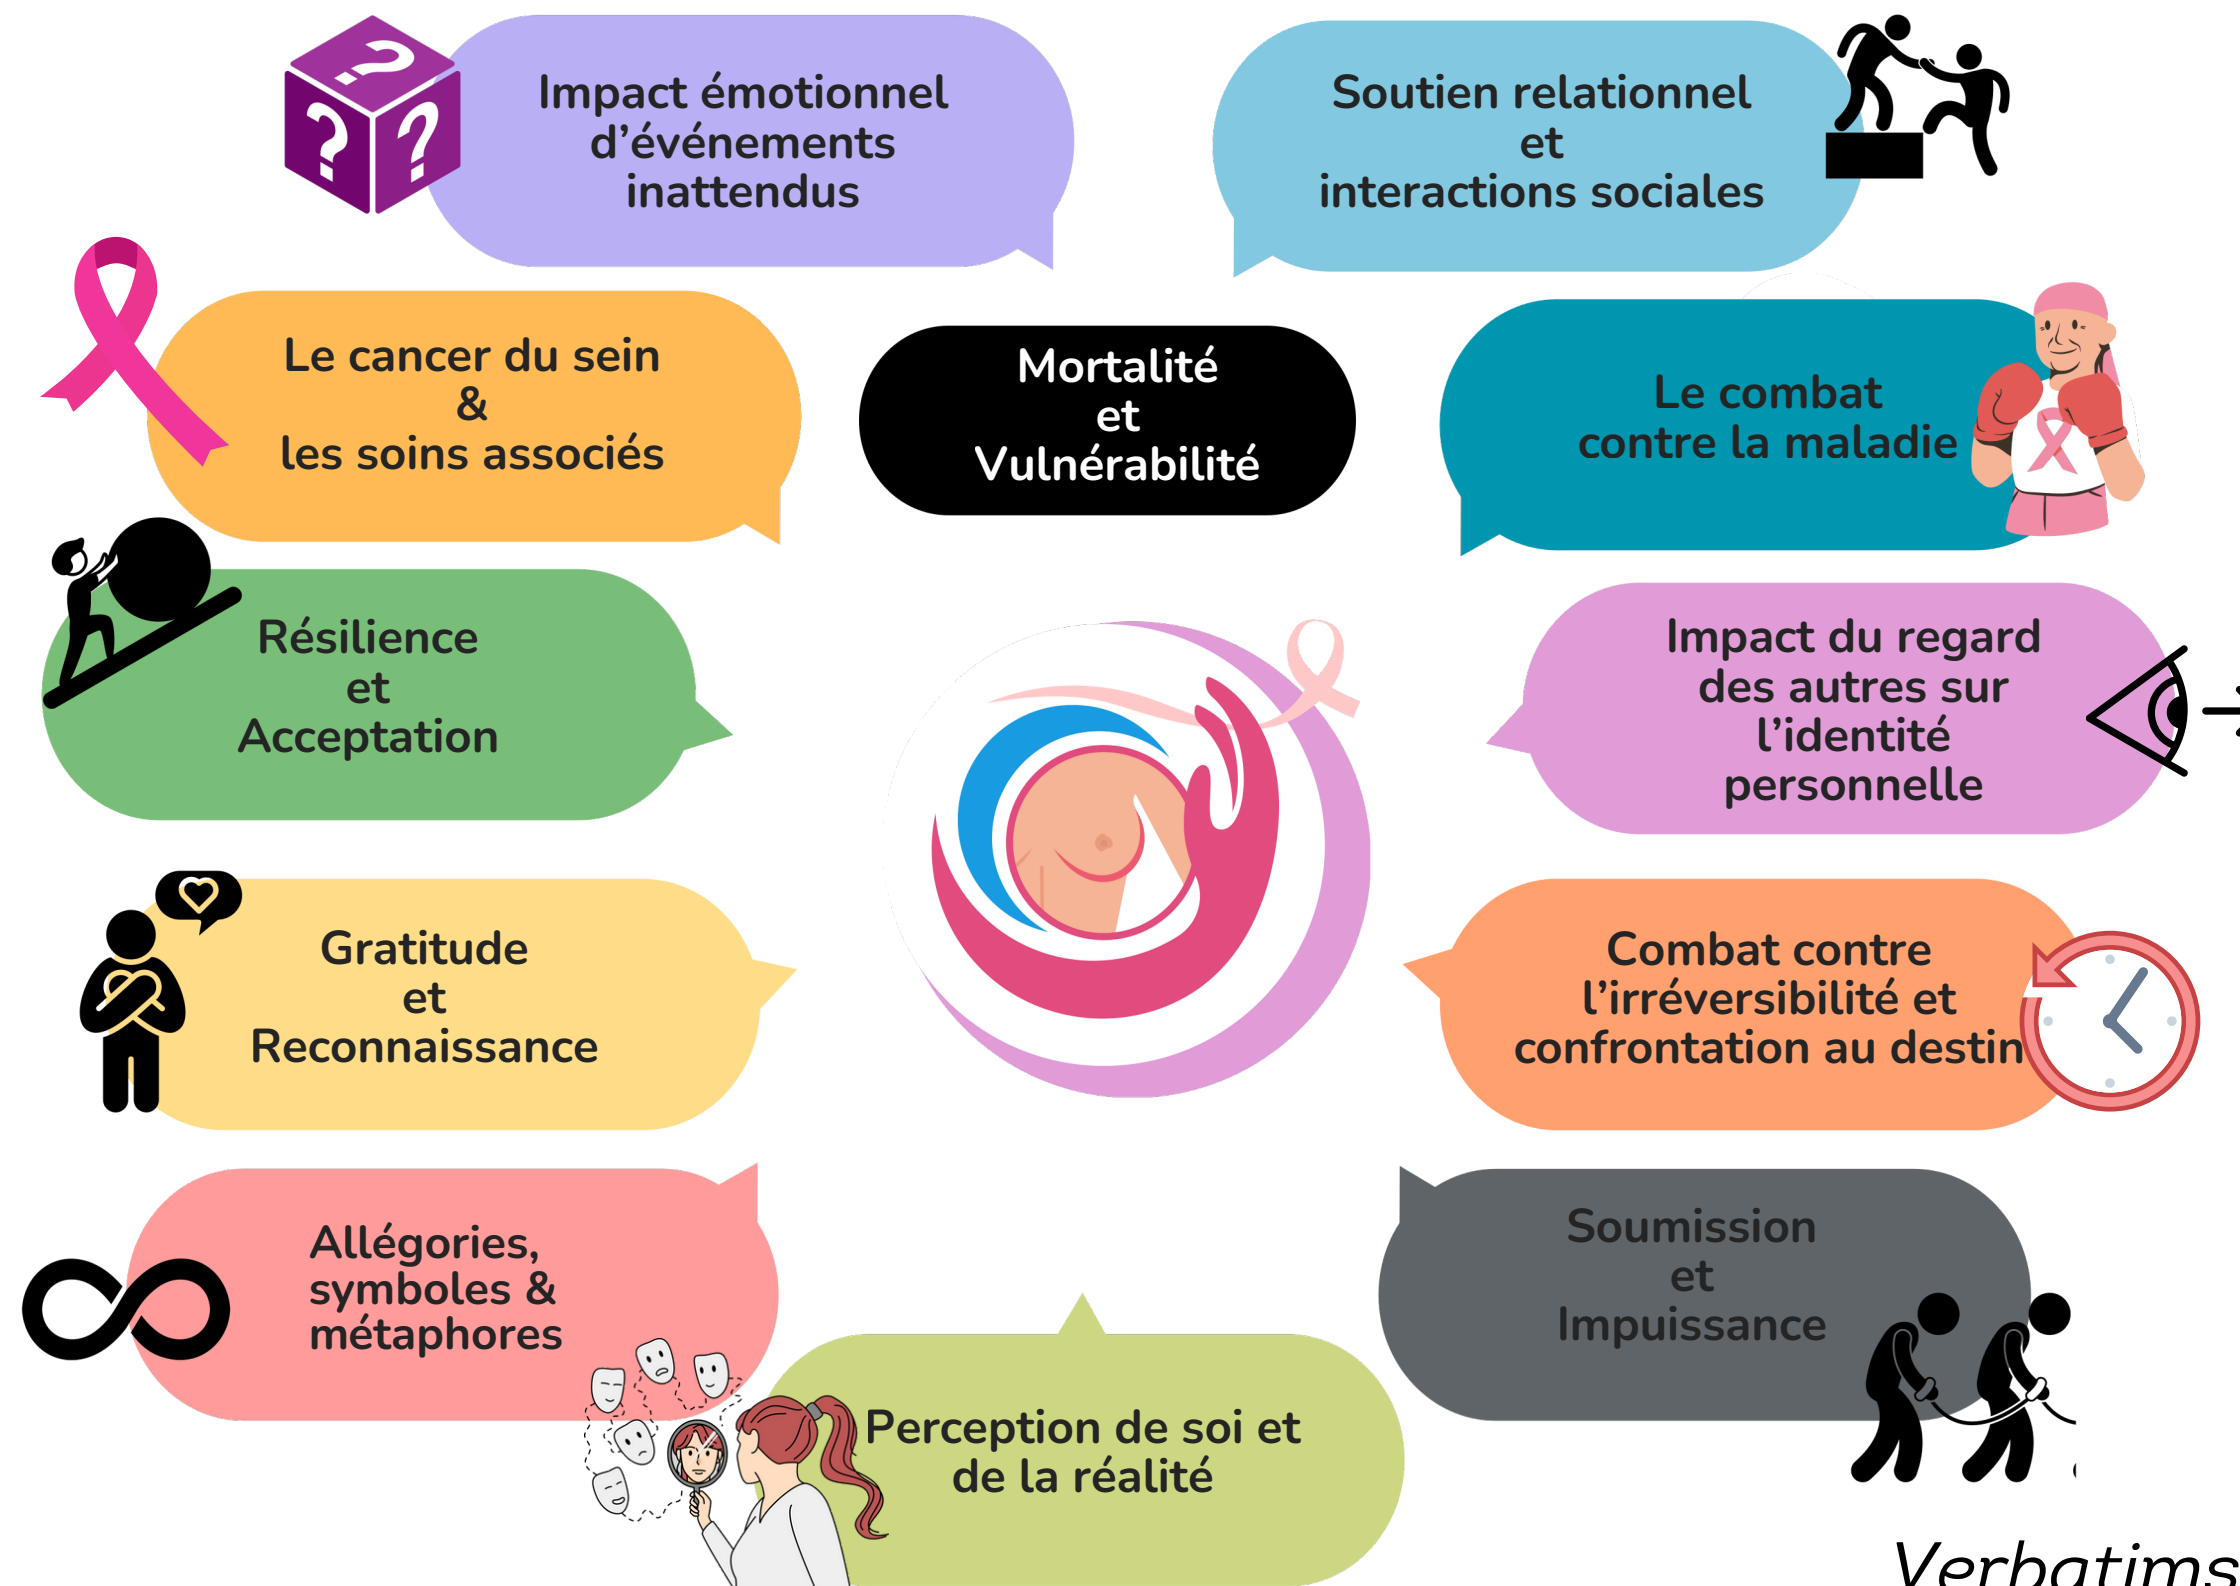 ? ? ?
Impact émotionnel
d’événements
inattendus
Soutien relationnel
et
interactions sociales
Le cancer du sein
&
les soins associés
Mortalité
et
Vulnérabilité
Le combat
contre la maladie
Résilience
et
Acceptation
Impact du regard
des autres sur
l’identité
personnelle
Gratitude
et
Reconnaissance
Combat contre
l’irréversibilité et
confrontation au destin
Allégories,
symboles &
métaphores
Soumission
et
Impuissance
Perception de soi et
de la réalité
Verbatims